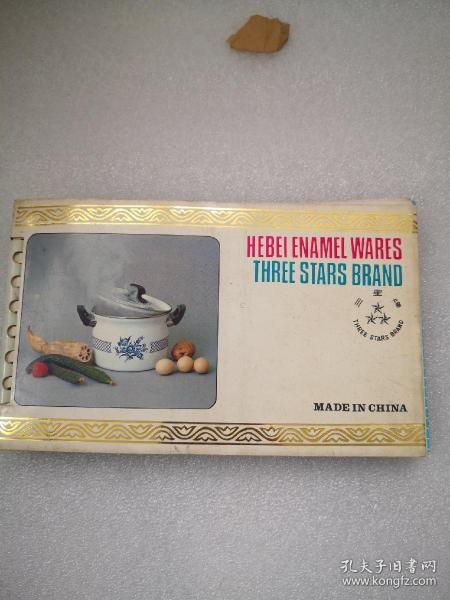 HEBEI ENAMEL WARES
THREE STARS BRAND
三星牌
THREE STARS BRAND
MADE IN CHINA
孔夫子旧书网
www.kongfz.com